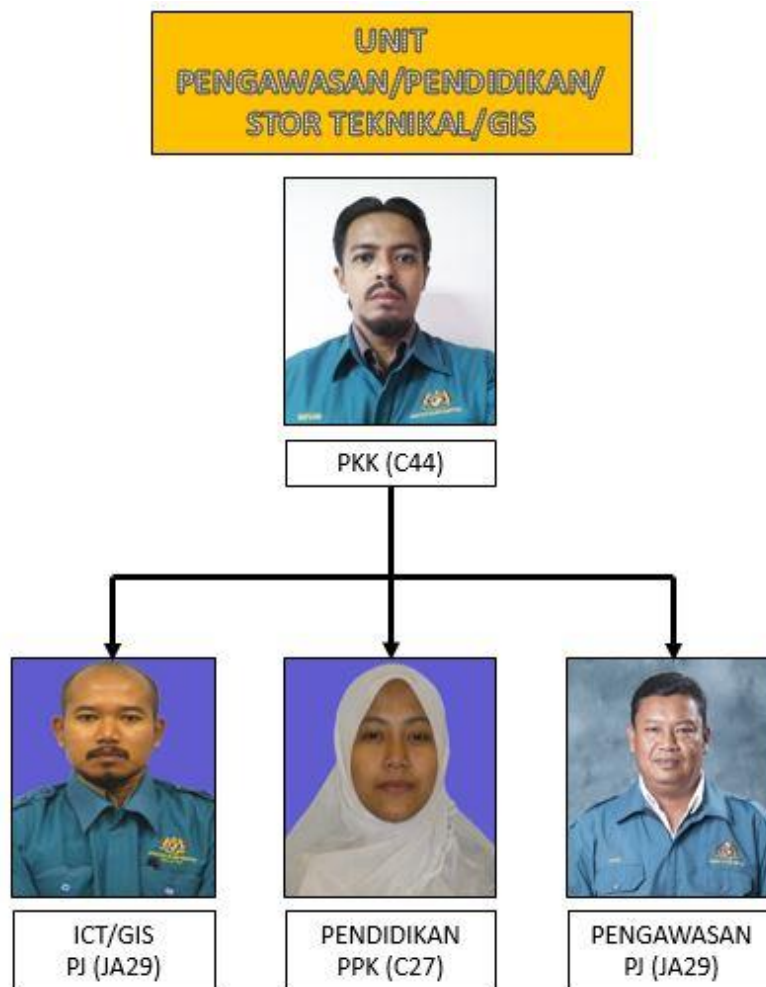 UNIT
PENGAWASAN/PENDIDIKAN/
STOR TEKNIKAL/GIS
PKK (C44)
ICT/GIS
PJ (JA29)
PENDIDIKAN
PPK (C27)
PENGAWASAN
PJ (JA29)